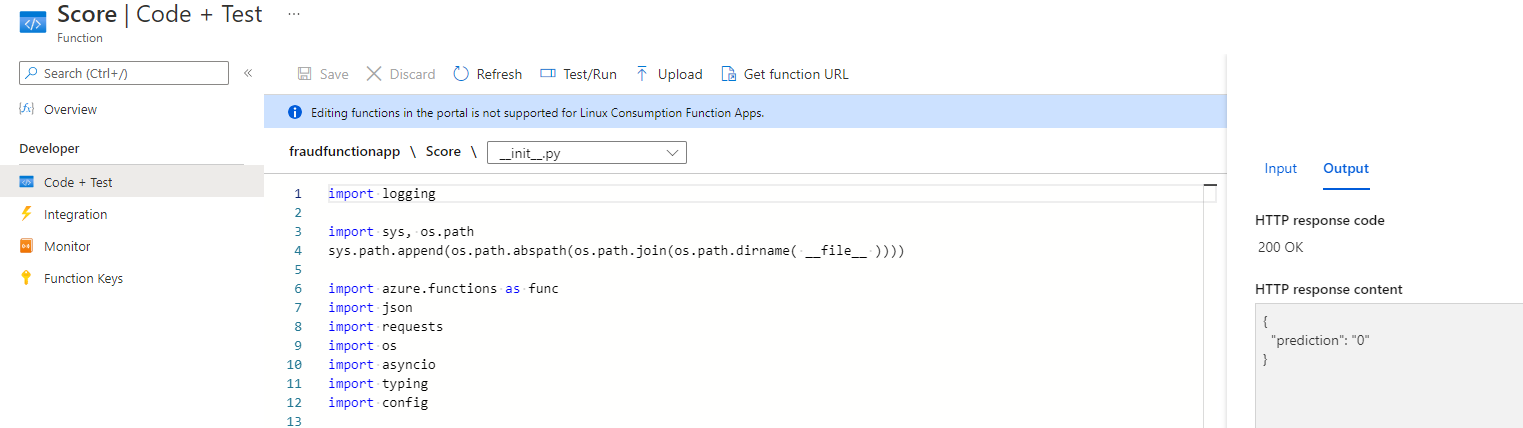 Score | Code + Test ...
Function
Search (Ctrl+/) «
Overview
Developer
Code + Test
Integration
Monitor
Function Keys
Save Discard Refresh Test/Run Upload Get function URL
Editing functions in the portal is not supported for Linux Consumption Function Apps.
fraudfunctionapp \ Score \ __init__.py
1 import logging
2
3 import sys, os.path
4 sys.path.append(os.path.abspath(os.path.join(os.path.dirname( __file__ ))))
5
6 import azure.functions as func
7 import json
8 import requests
9 import os
10 import asyncio
11 import typing
12 import config
13
Input Output
HTTP response code
200 OK
HTTP response content
{
"prediction": "0"
}